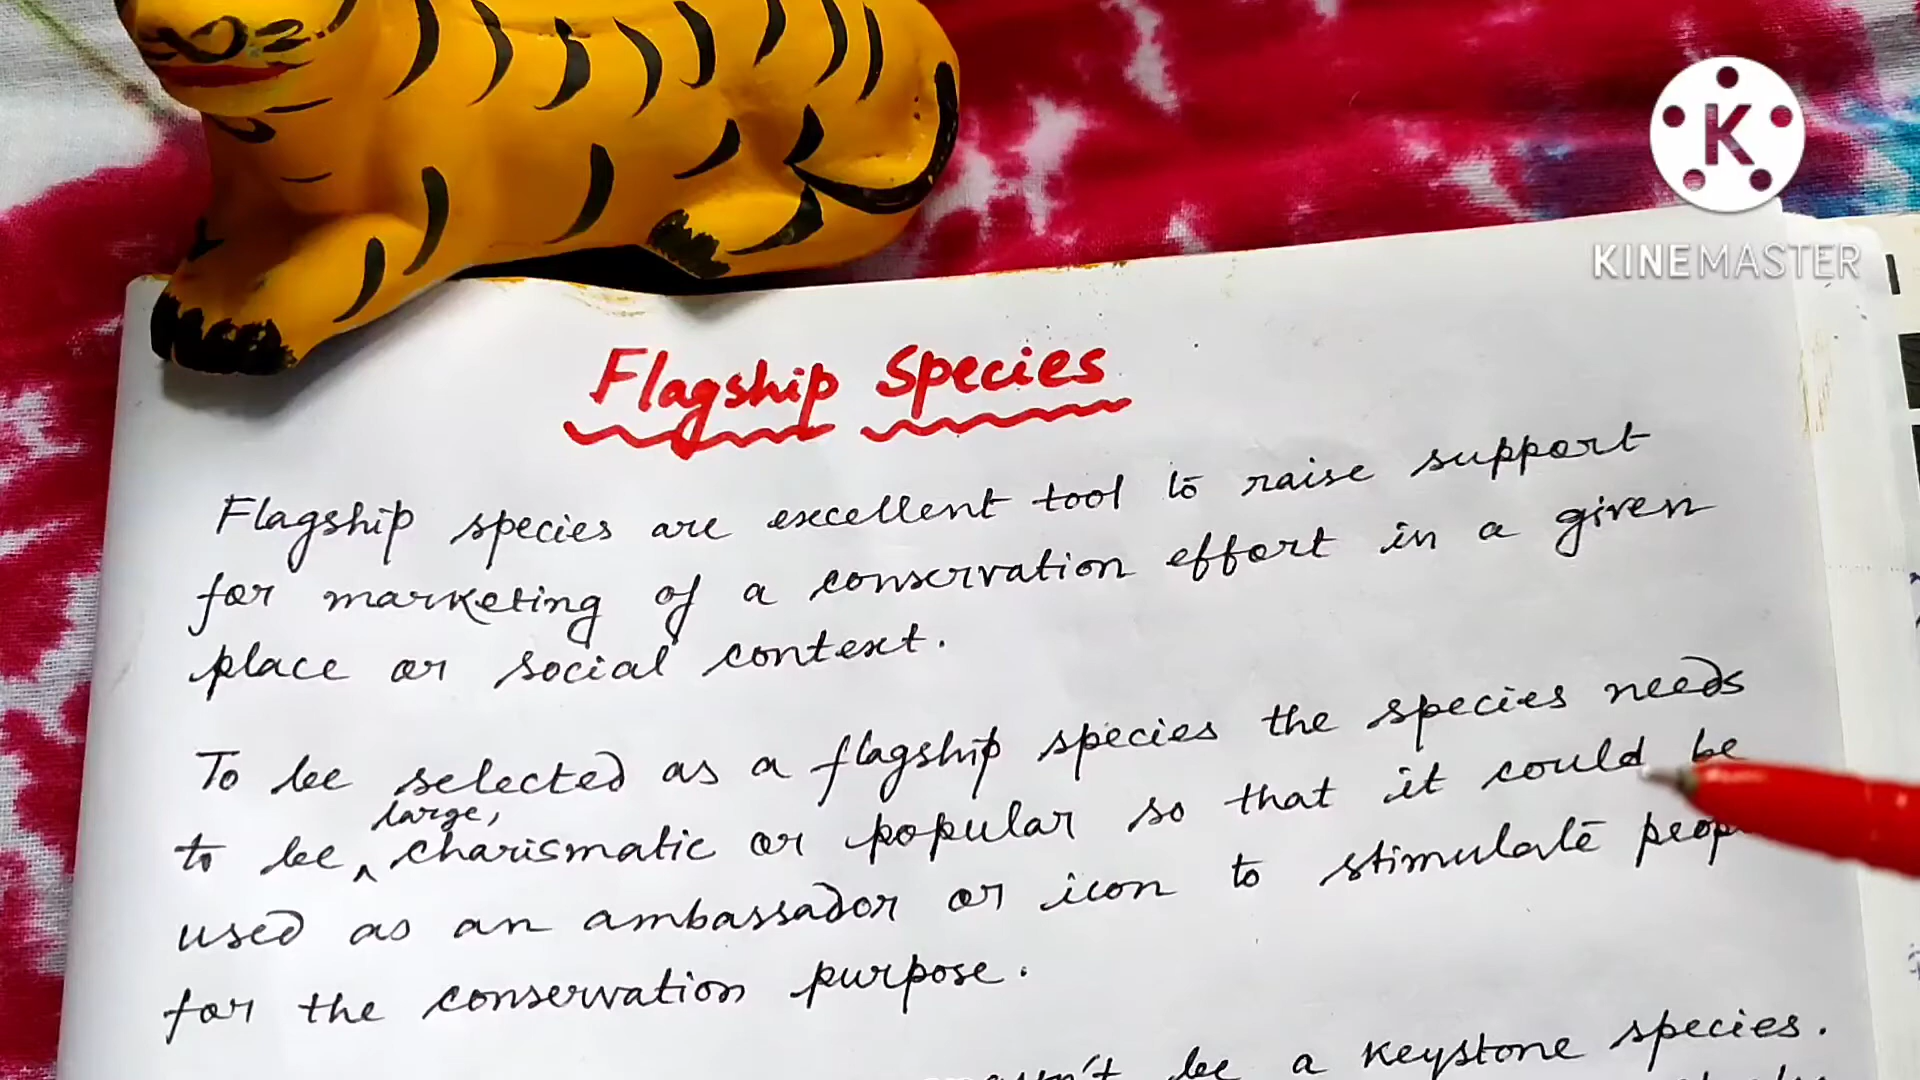 K
KINEMASTER
Flagship Species
Flagship species are excellent tool to raise support
for marketing of a conservation effort in a given
place or social context.
To be selected as a flagship species the species needs
to be ^ large, charismatic or popular so that it could be
used as an ambassador or icon to stimulate
for the conservation purpose.
be a keystone species.